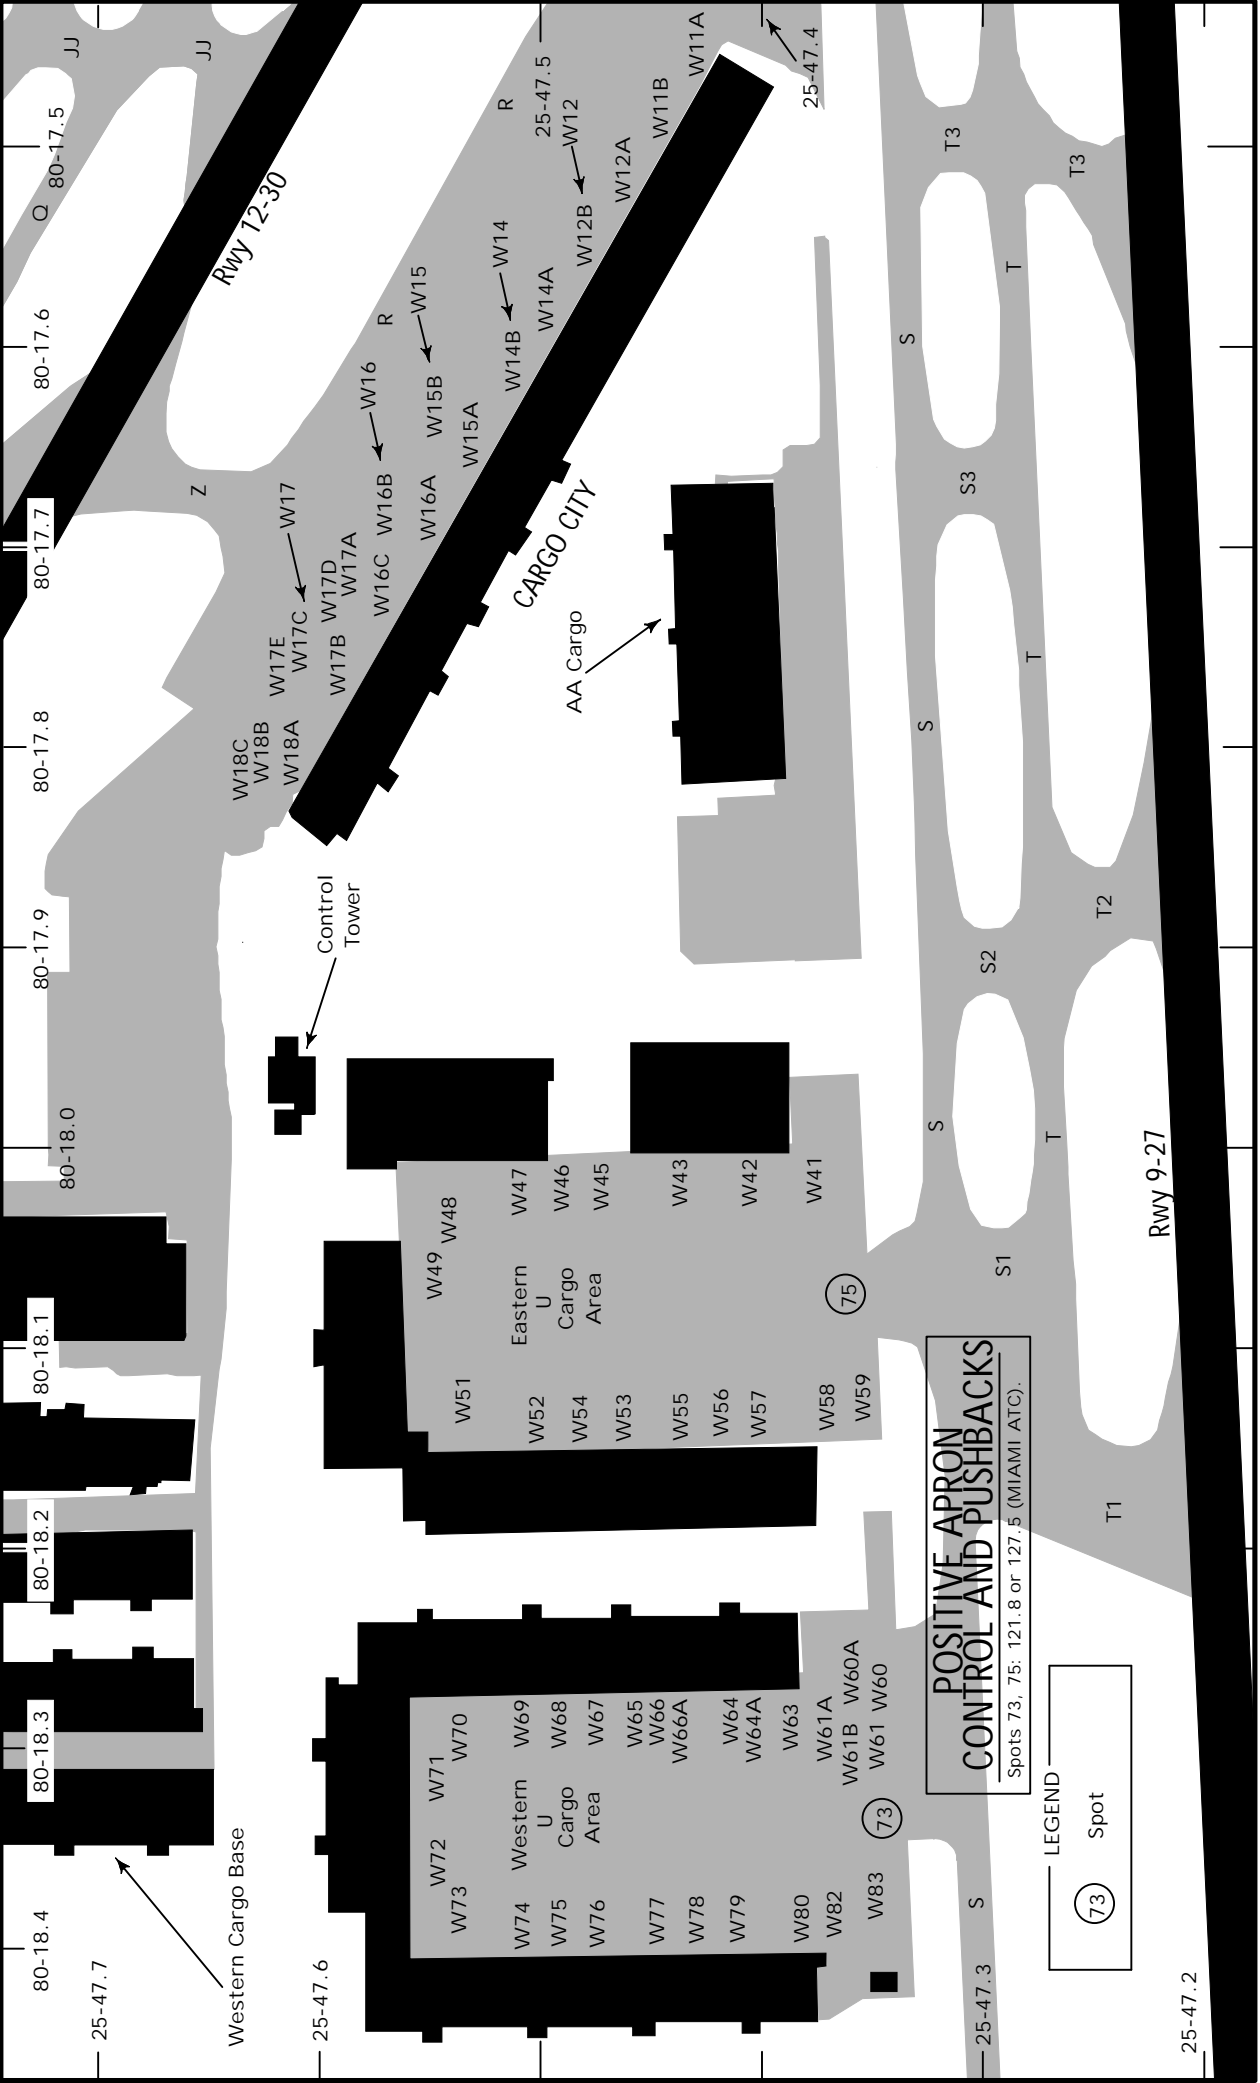 80-18.4
80-18.3
80-18.2
80-18.1
80-18.0
80-17.9
80-17.8
80-17.7
80-17.6
80-17.5
Q
JJ
JJ
25-47.7
Western Cargo Base
25-47.6
Z
Rwy 12-30
Control
Tower
W18C
W18B
W18A
W17E
W17C
W17
W17D
W17A
W17B
W16C
W16B
W16
W16A
R
W15
W15B
W15A
W14
W14B
W14A
R
25-47.5
W12
W12B
W12A
W11B
W11A
25-47.4
CARGO CITY
AA Cargo
W71
W70
W72
W73
W69
W74
Western
U
Cargo
Area
W68
W75
W67
W76
W65
W66
W66A
W77
W78
W64
W64A
W79
W63
W80
W61A
W82
W60A
W61B
W60
W61
W83
73
W49
W48
W51
W47
W52
Eastern
U
Cargo
Area
W46
W54
W45
W53
W43
W55
W56
W42
W57
W41
W58
W59
75
S
S
S
S
S1
S2
S3
T3
T3
T
T
T
T1
T2
25-47.3
Rwy 9-27
25-47.2
POSITIVE APRON
CONTROL AND PUSHBACKS
Spots 73, 75: 121.8 or 127.5 (MIAMI ATC).
LEGEND
73 Spot